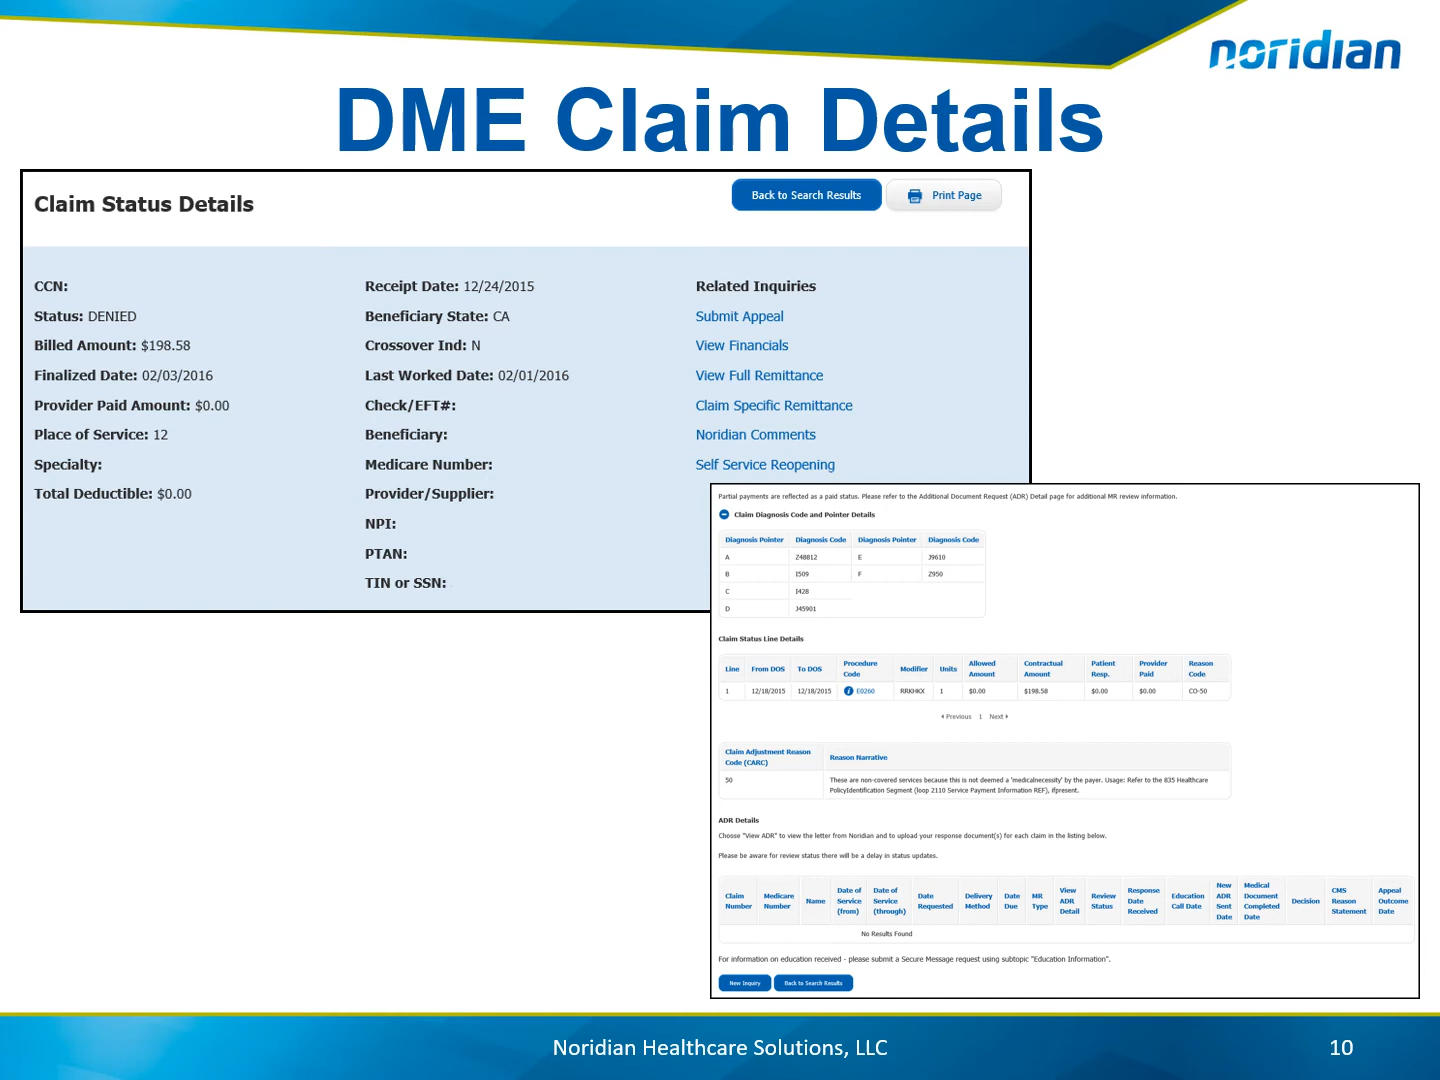 noridian
DME Claim Details
Claim Status Details
Back to Search Results
Print Page
CCN:
Status: DENIED
Billed Amount: $198.58
Finalized Date: 02/03/2016
Provider Paid Amount: $0.00
Place of Service: 12
Specialty:
Total Deductible: $0.00
Receipt Date: 12/24/2015
Beneficiary State: CA
Crossover Ind: N
Last Worked Date: 02/01/2016
Check/EFT#:
Beneficiary:
Medicare Number:
Provider/Supplier:
NPI:
PTAN:
TIN or SSN:
Related Inquiries
Submit Appeal
View Financials
View Full Remittance
Claim Specific Remittance
Noridian Comments
Self Service Reopening
Partial payments are reflected as a paid status. Please refer to the Additional Document Request (ADR) Detail page for additional MR review information.
Claim Diagnosis Code and Pointer Details
Diagnosis Pointer Diagnosis Code Diagnosis Pointer Diagnosis Code
A Z48812 E J9610
B I509 F Z950
C I428
D J45901
Claim Status Line Details
Line From DOS To DOS Procedure Code Modifier Units Allowed Amount Contractual Amount Patient Resp. Provider Paid Reason Code
1 12/18/2015 12/18/2015 E0260 RRKHKX 1 $0.00 $198.58 $0.00 $0.00 CO-50
Previous 1 Next
Claim Adjustment Reason Code (CARC) Reason Narrative
50 These are non-covered services because this is not deemed a 'medicalnecessity' by the payer. Usage: Refer to the 835 Healthcare
PolicyIdentification Segment (loop 2110 Service Payment Information REF), ifpresent.
ADR Details
Choose "View ADR" to view the letter from Noridian and to upload your response document(s) for each claim in the listing below.
Please be aware for review status there will be a delay in status updates.
Claim Number Medicare Number Name Date of Service (from) Date of Service (through) Date Requested Delivery Method Date Due MR Type View ADR Detail Review Status Response Date Received Education Call Date New ADR Sent Date Medical Document Completed Date Decision CMS Reason Statement Appeal Outcome Date
No Results Found
For information on education received - please submit a Secure Message request using subtopic "Education Information".
New Inquiry
Back to Search Results
Noridian Healthcare Solutions, LLC
10